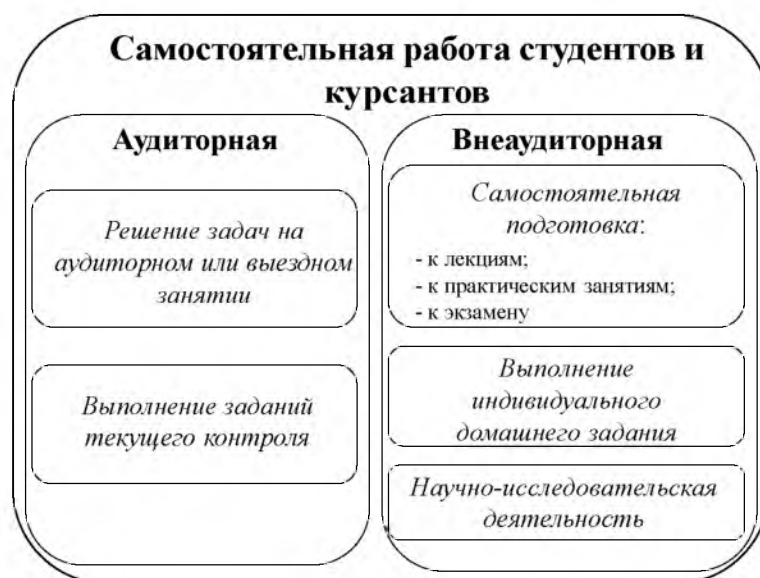 Самостоятельная работа студентов и
курсантов
Аудиторная
Решение задач на
аудиторном или выездном
занятии
Выполнение заданий
текущего контроля
Внеаудиторная
Самостоятельная
подготовка:
- к лекциям;
- к практическим занятиям;
- к экзамену
Выполнение
индивидуального
домашнего задания
Научно-исследовательская
деятельность